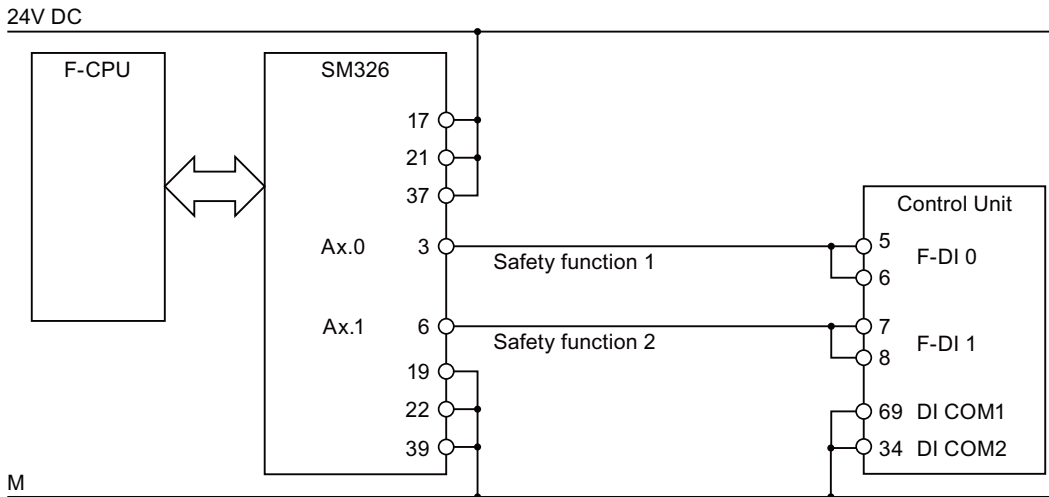 24V DC
F-CPU
SM326
17
21
37
Control Unit
Ax.0 3
Safety function 1
5
F-DI 0
6
Ax.1 6
Safety function 2
7
F-DI 1
8
19
22
39
69 DI COM1
34 DI COM2
M